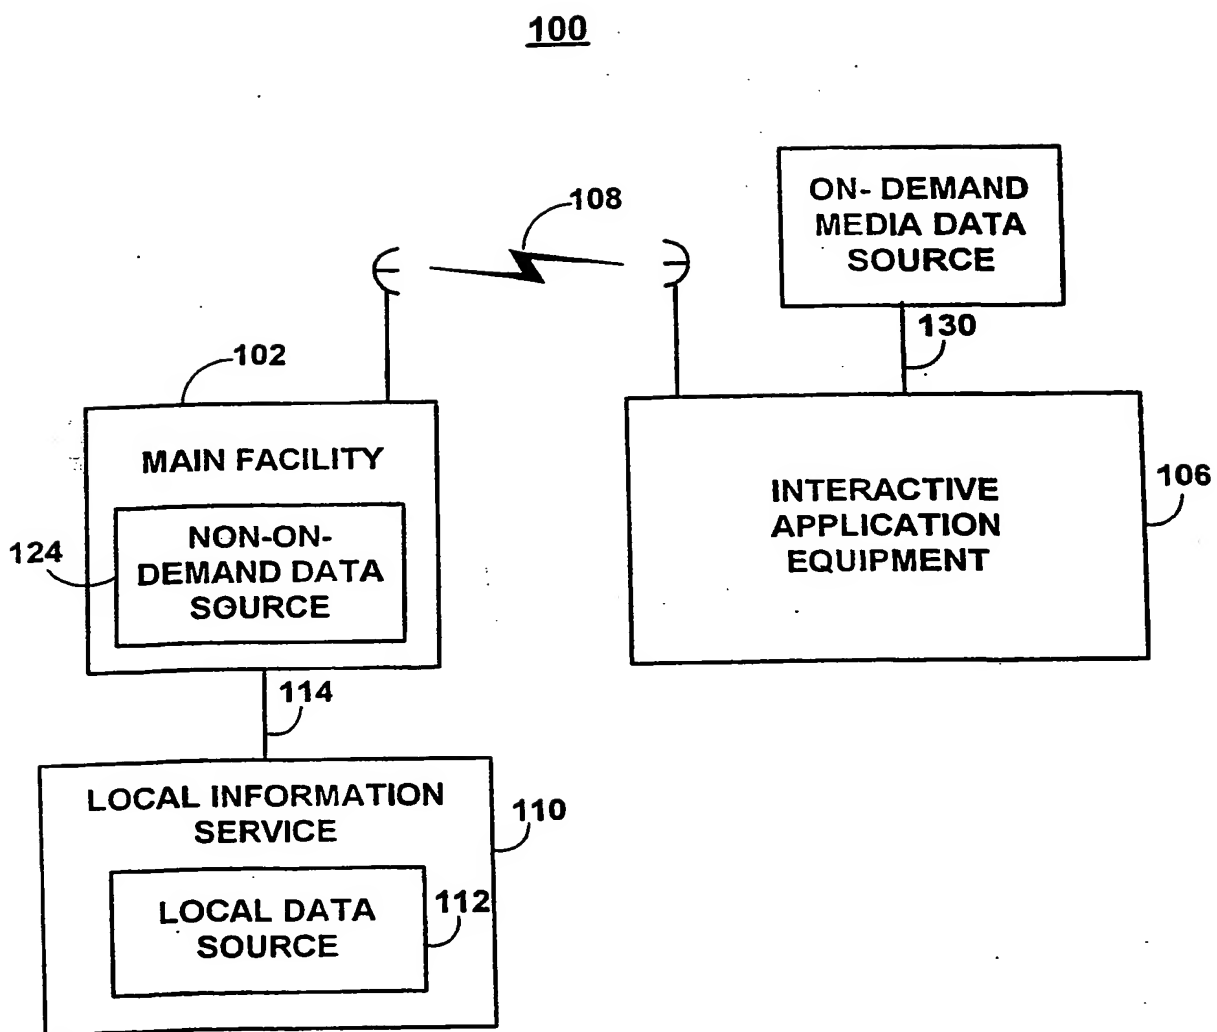 100
108
ON- DEMAND
MEDIA DATA
SOURCE
130
102
MAIN FACILITY
124
NON-ON-
DEMAND DATA
SOURCE
INTERACTIVE
APPLICATION
EQUIPMENT
106
114
LOCAL INFORMATION
SERVICE
110
LOCAL DATA
SOURCE
112